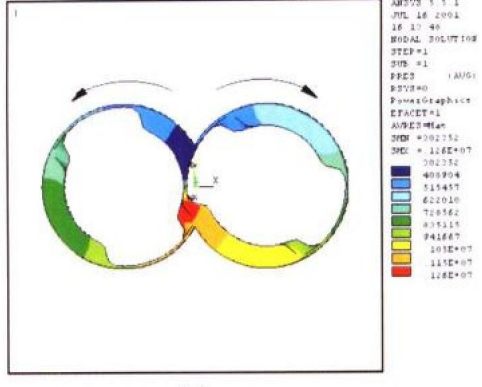 1
ANSYS 5.5.1
JUL 16 2001
NODAL SOLUTION
STEP=1
SUB =1
PRES (AVG)
RSYS=0
PowerGraphics
EFACET=1
AVRES=Mat
SMN =302352
SMX =.126E+07
302352
408904
515457
622010
728562
835115
941667
.105E+07
.115E+07
.126E+07
X